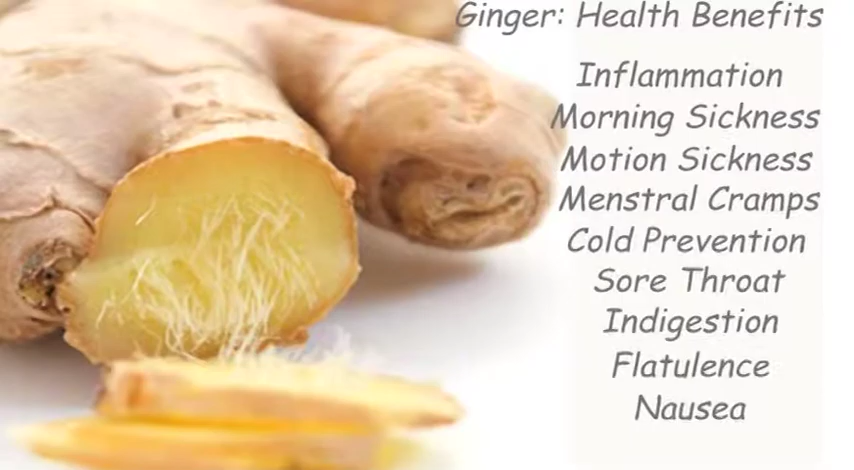 Ginger: Health Benefits
Inflammation
Morning Sickness
Motion Sickness
Menstral Cramps
Cold Prevention
Sore Throat
Indigestion
Flatulence
Nausea